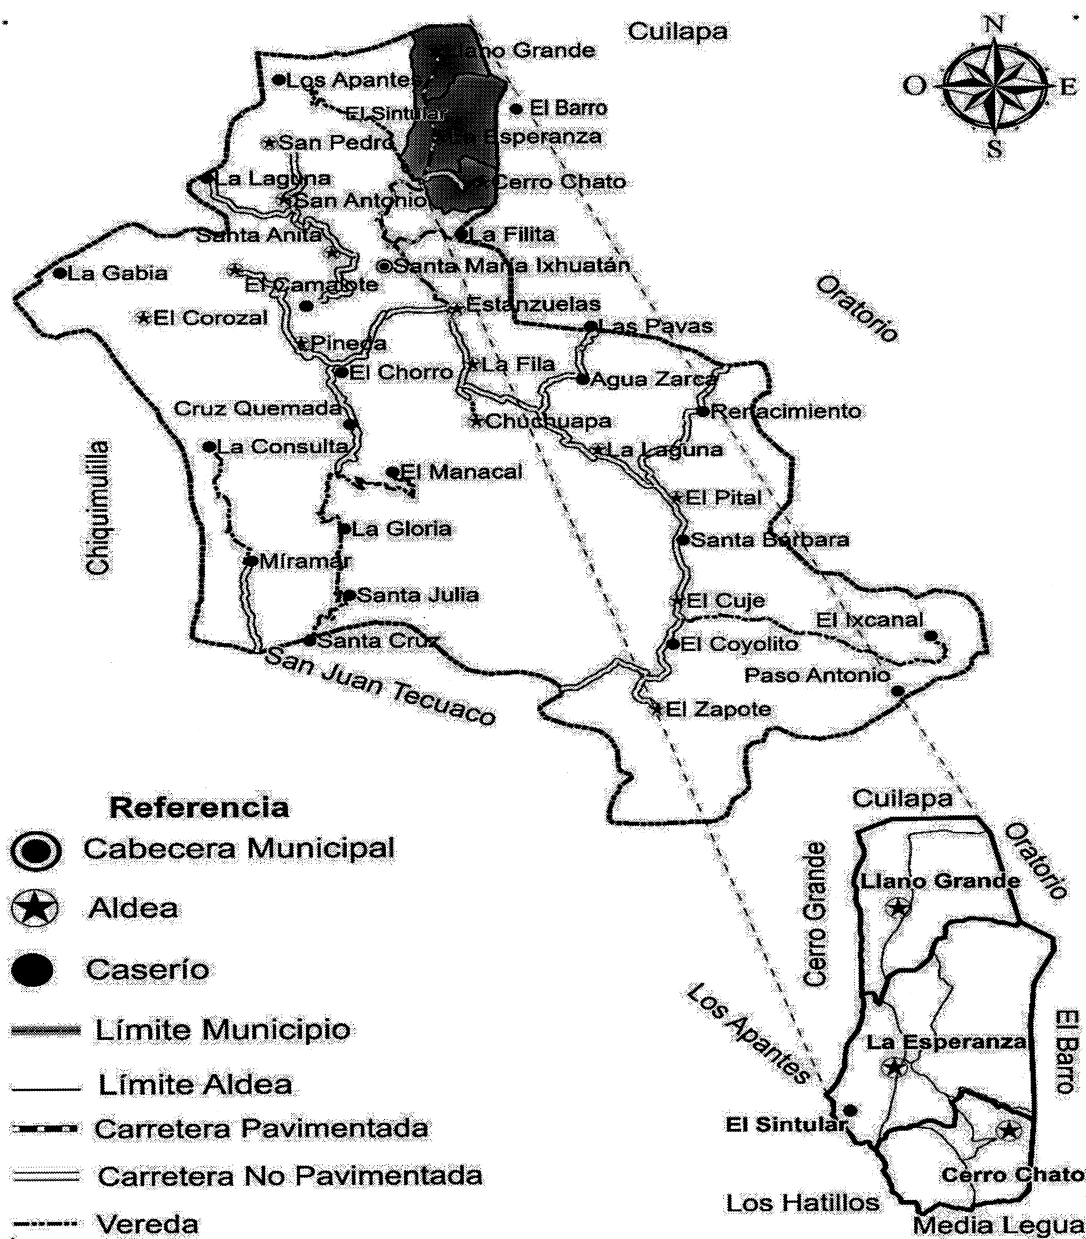 Cuilapa
N
O
E
S
Llano Grande
Los Apantes
El Barro
El Sintular
La Esperanza
San Pedro
La Laguna
Cerro Chato
San Antonio
Santa Anita
La Filita
La Gabia
Santa María Ixhuatán
El Camalote
Oratorio
El Corozal
Estanzuelas
Las Pavas
Pineda
La Fila
El Chorro
Agua Zarca
Cruz Quemada
Renacimiento
Chuchuapa
La Consulta
La Laguna
El Manacal
Chiquimulilla
El Pital
La Gloria
Santa Bárbara
Míramar
Santa Julia
El Cuje
El Ixcanal
Santa Cruz
El Coyolito
San Juan Tecuaco
Paso Antonio
El Zapote
Referencia
Cabecera Municipal
Aldea
Caserío
Límite Municipio
Límite Aldea
Carretera Pavimentada
Carretera No Pavimentada
Vereda
Cuilapa
Oratorio
Cerro Grande
Llano Grande
Los Apantes
El Barro
La Esperanza
El Sintular
Cerro Chato
Los Hatillos
Media Legua